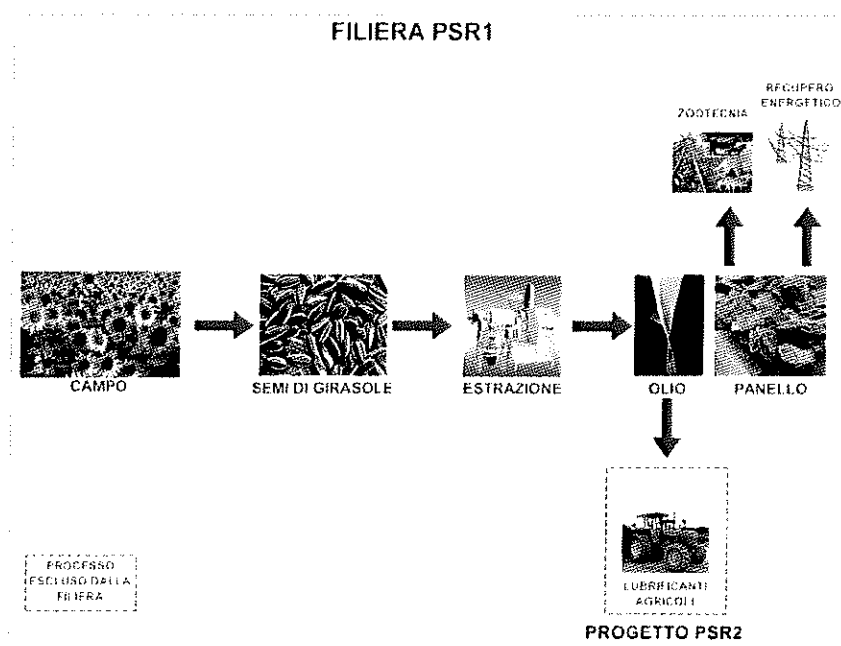 FILIERA PSR1
RECUPERO
ENERGETICO
ZOOTECNIA
CAMPO
SEMI DI GIRASOLE
ESTRAZIONE
OLIO
PANELLO
PROCESSO
ESCLUSO DALLA
FILIERA
LUBRIFICANTI
AGRICOLI
PROGETTO PSR2